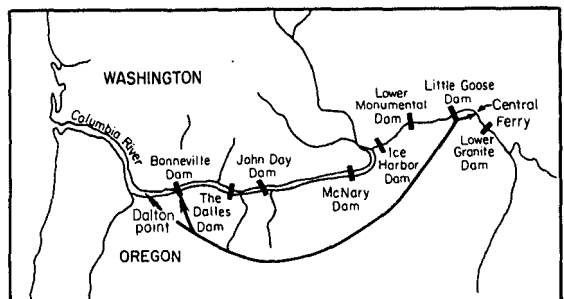 WASHINGTON
Columbia River
Bonneville
Dam
The
Dalles
Dam
John Day
Dam
McNary
Dam
Ice
Harbor
Dam
Lower
Monumental
Dam
Little Goose
Dam
Central
Ferry
Lower
Granite
Dam
Dalton
point
OREGON